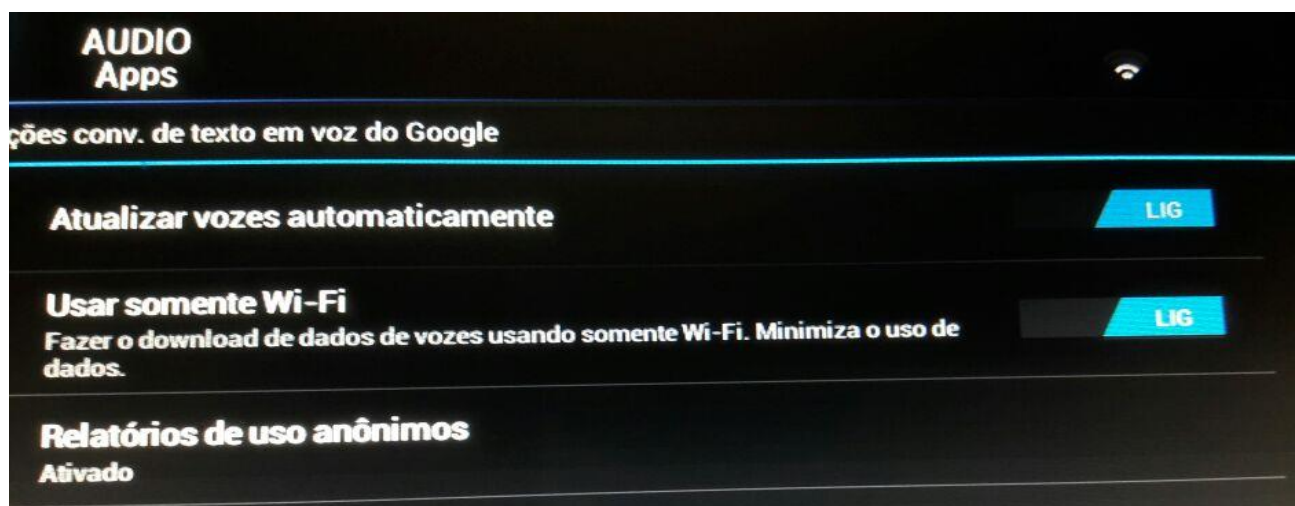 AUDIO
Apps
ções conv. de texto em voz do Google
Atualizar vozes automaticamente
LIG
Usar somente Wi-Fi
LIG
Fazer o download de dados de vozes usando somente Wi-Fi. Minimiza o uso de
dados.
Relatórios de uso anônimos
Ativado